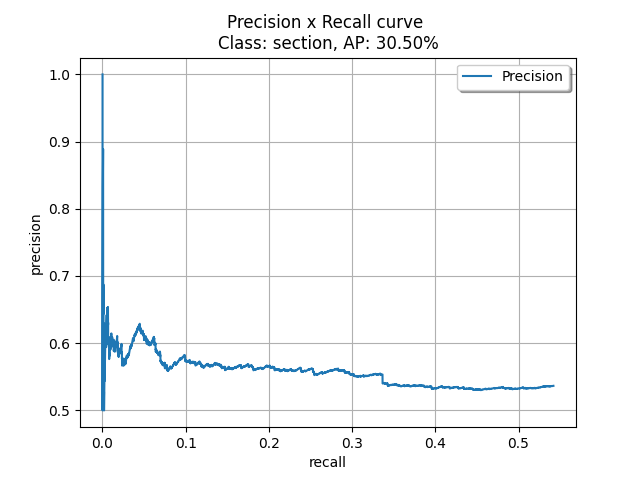 Precision x Recall curve
Class: section, AP: 30.50%
Precision
1.0
0.9
0.8
0.7
0.6
0.5
precision
0.0 0.1 0.2 0.3 0.4 0.5
recall